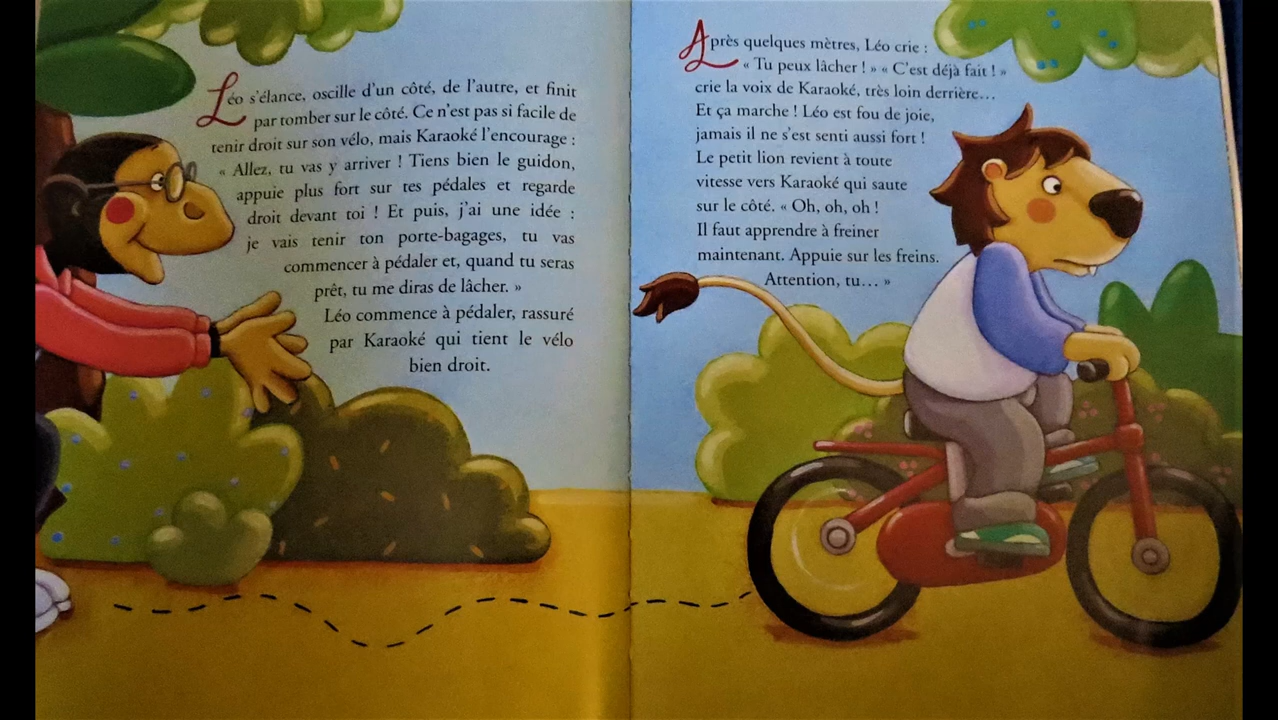 Léo s'élance, oscille d'un côté, de l'autre, et finit
par tomber sur le côté. Ce n'est pas si facile de
tenir droit sur son vélo, mais Karaoké l'encourage :
« Allez, tu vas y arriver ! Tiens bien le guidon,
appuie plus fort sur tes pédales et regarde
droit devant toi ! Et puis, j'ai une idée :
je vais tenir ton porte-bagages, tu vas
commencer à pédaler et, quand tu seras
prêt, tu me diras de lâcher. »
Léo commence à pédaler, rassuré
par Karaoké qui tient le vélo
bien droit.
Après quelques mètres, Léo crie :
« Tu peux lâcher ! » « C'est déjà fait ! »
crie la voix de Karaoké, très loin derrière...
Et ça marche ! Léo est fou de joie,
jamais il ne s'est senti aussi fort !
Le petit lion revient à toute
vitesse vers Karaoké qui saute
sur le côté. « Oh, oh, oh !
Il faut apprendre à freiner
maintenant. Appuie sur les freins.
Attention, tu... »